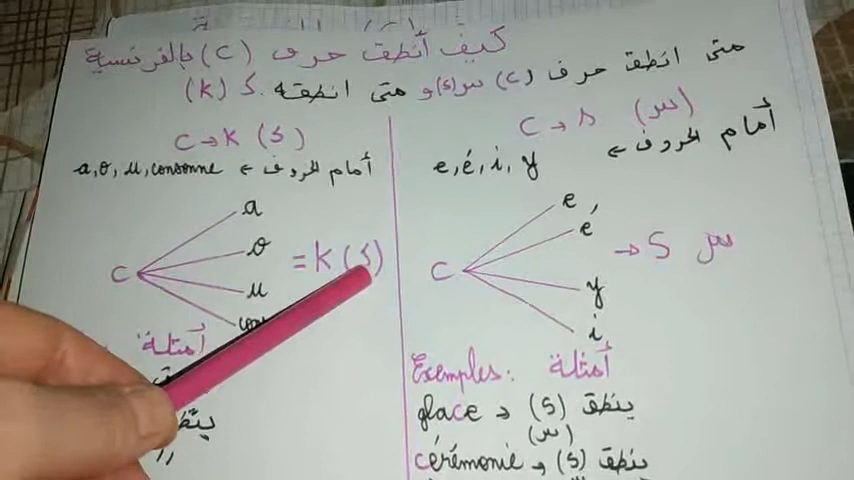 كيف أنطق حرف (c) بالفرنسية
متى انطق حرف (c) س(s) و متى انطقه ك (k)
c → k (ك)
أمام الحروف ← a, o, u, consonne
c
a
o
u
= k (ك)
أمثلة
c → s (س)
أمام الحروف ←
e, é, i, y
c
e,
é
y
i
→ s س
Exemples: أمثلة
glace → (s) ينطق
(س)
cérémonie → (s) ينطق